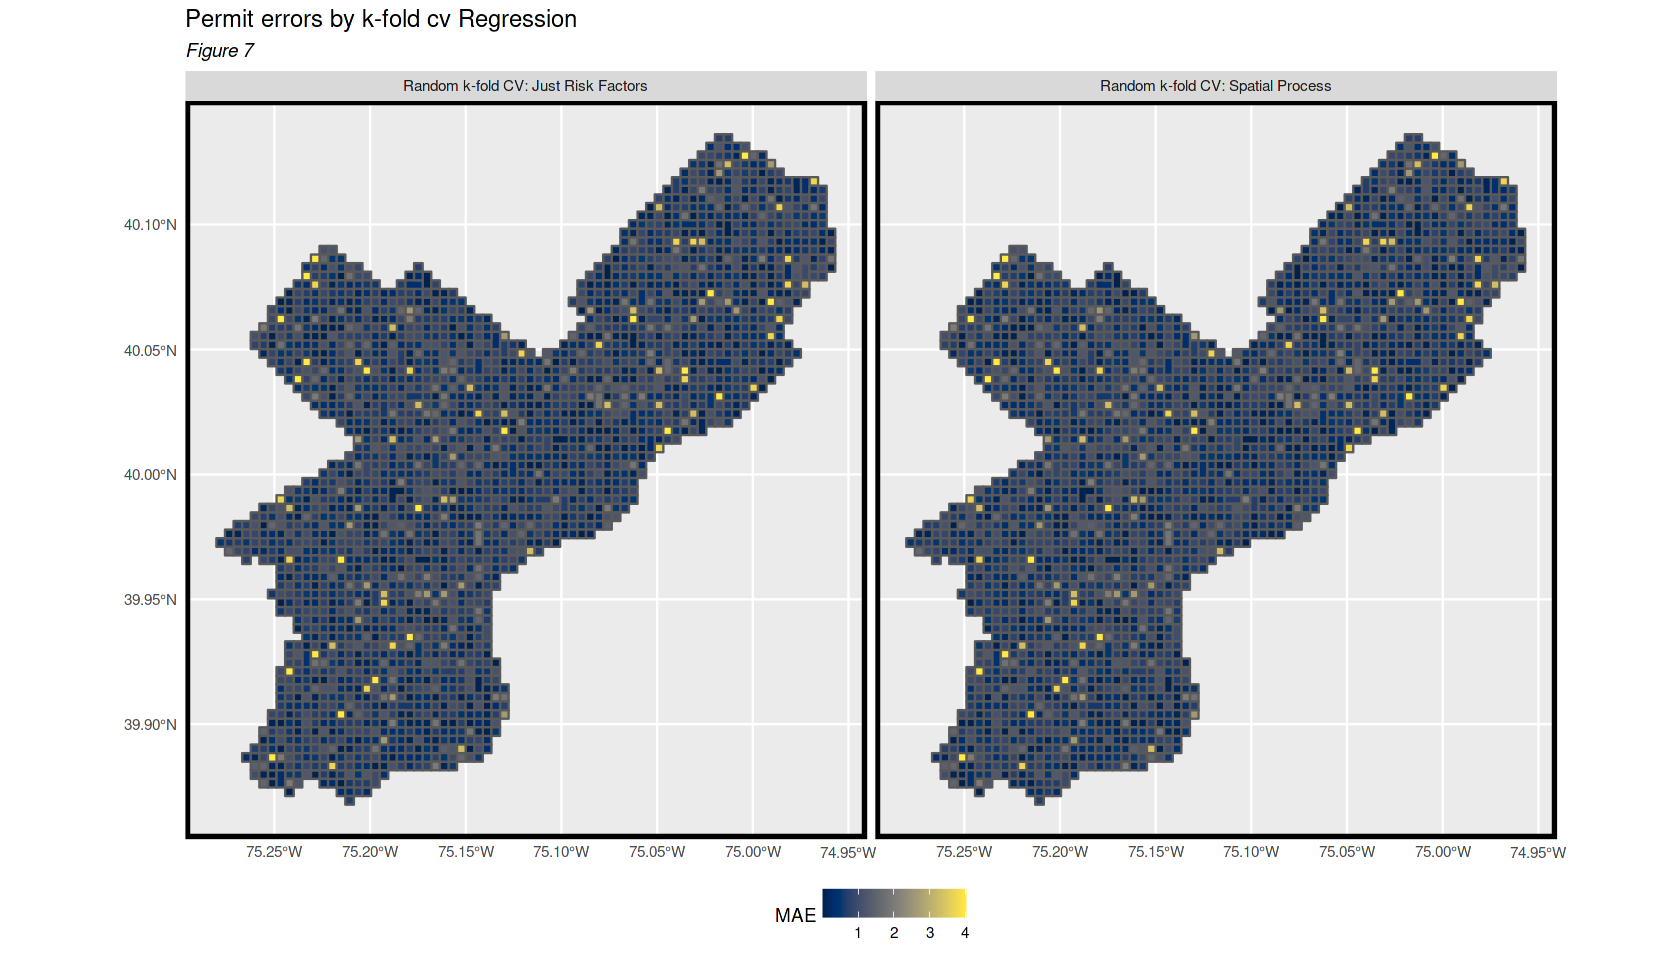 Permit errors by k-fold cv Regression
Figure 7
Random k-fold CV: Just Risk Factors
Random k-fold CV: Spatial Process
40.10°N
40.05°N
40.00°N
39.95°N
39.90°N
75.25°W 75.20°W 75.15°W 75.10°W 75.05°W 75.00°W 74.95°W
75.25°W 75.20°W 75.15°W 75.10°W 75.05°W 75.00°W 74.95°W
MAE
1 2 3 4